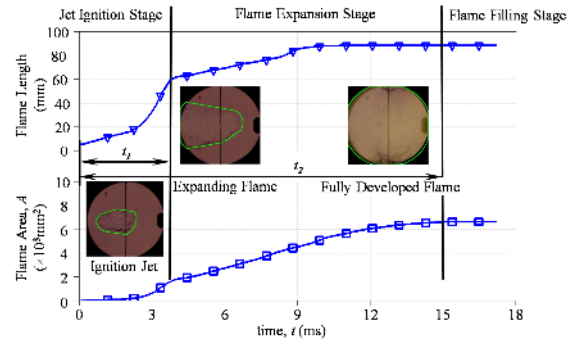 Jet Ignition Stage Flame Expansion Stage Flame Filling Stage
100
80
60
40
20
0
Flame Length
(mm)
t1
t2
Expanding Flame Fully Developed Flame
10
8
6
4
2
0
Flame Area, A
(×10³mm²)
Ignition Jet
0 3 6 9 12 15 18
time, t (ms)